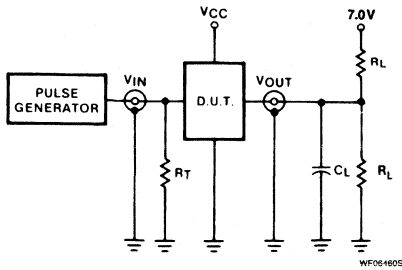 VCC
7.0V
RL
PULSE
GENERATOR
VIN
D.U.T.
VOUT
RT
CL
RL
WF06460S